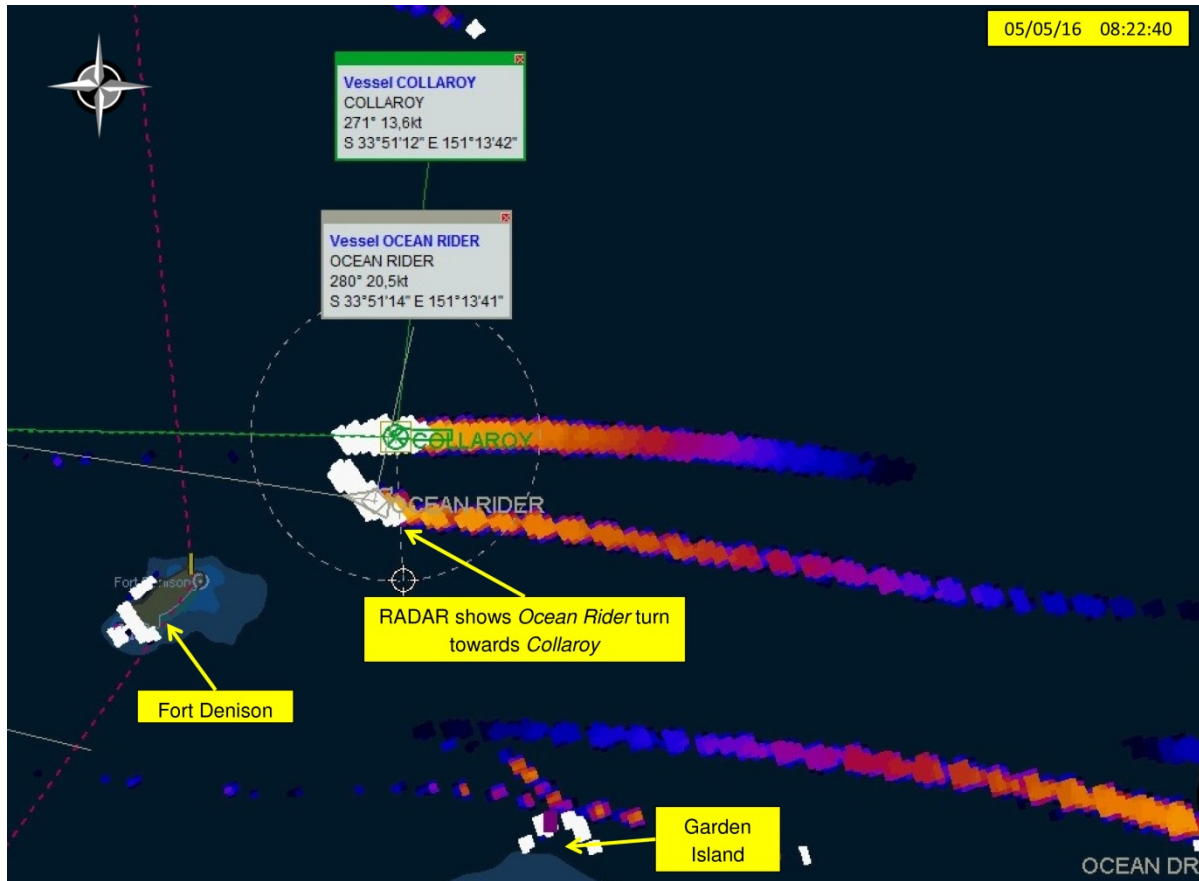 05/05/16 08:22:40
Vessel COLLAROY
COLLAROY
271° 13,6kt
S 33°51'12" E 151°13'42"
Vessel OCEAN RIDER
OCEAN RIDER
280° 20,5kt
S 33°51'14" E 151°13'41"
COLLAROY
OCEAN RIDER
Fort Denison
RADAR shows Ocean Rider turn
towards Collaroy
Fort Denison
Garden
Island
OCEAN DR